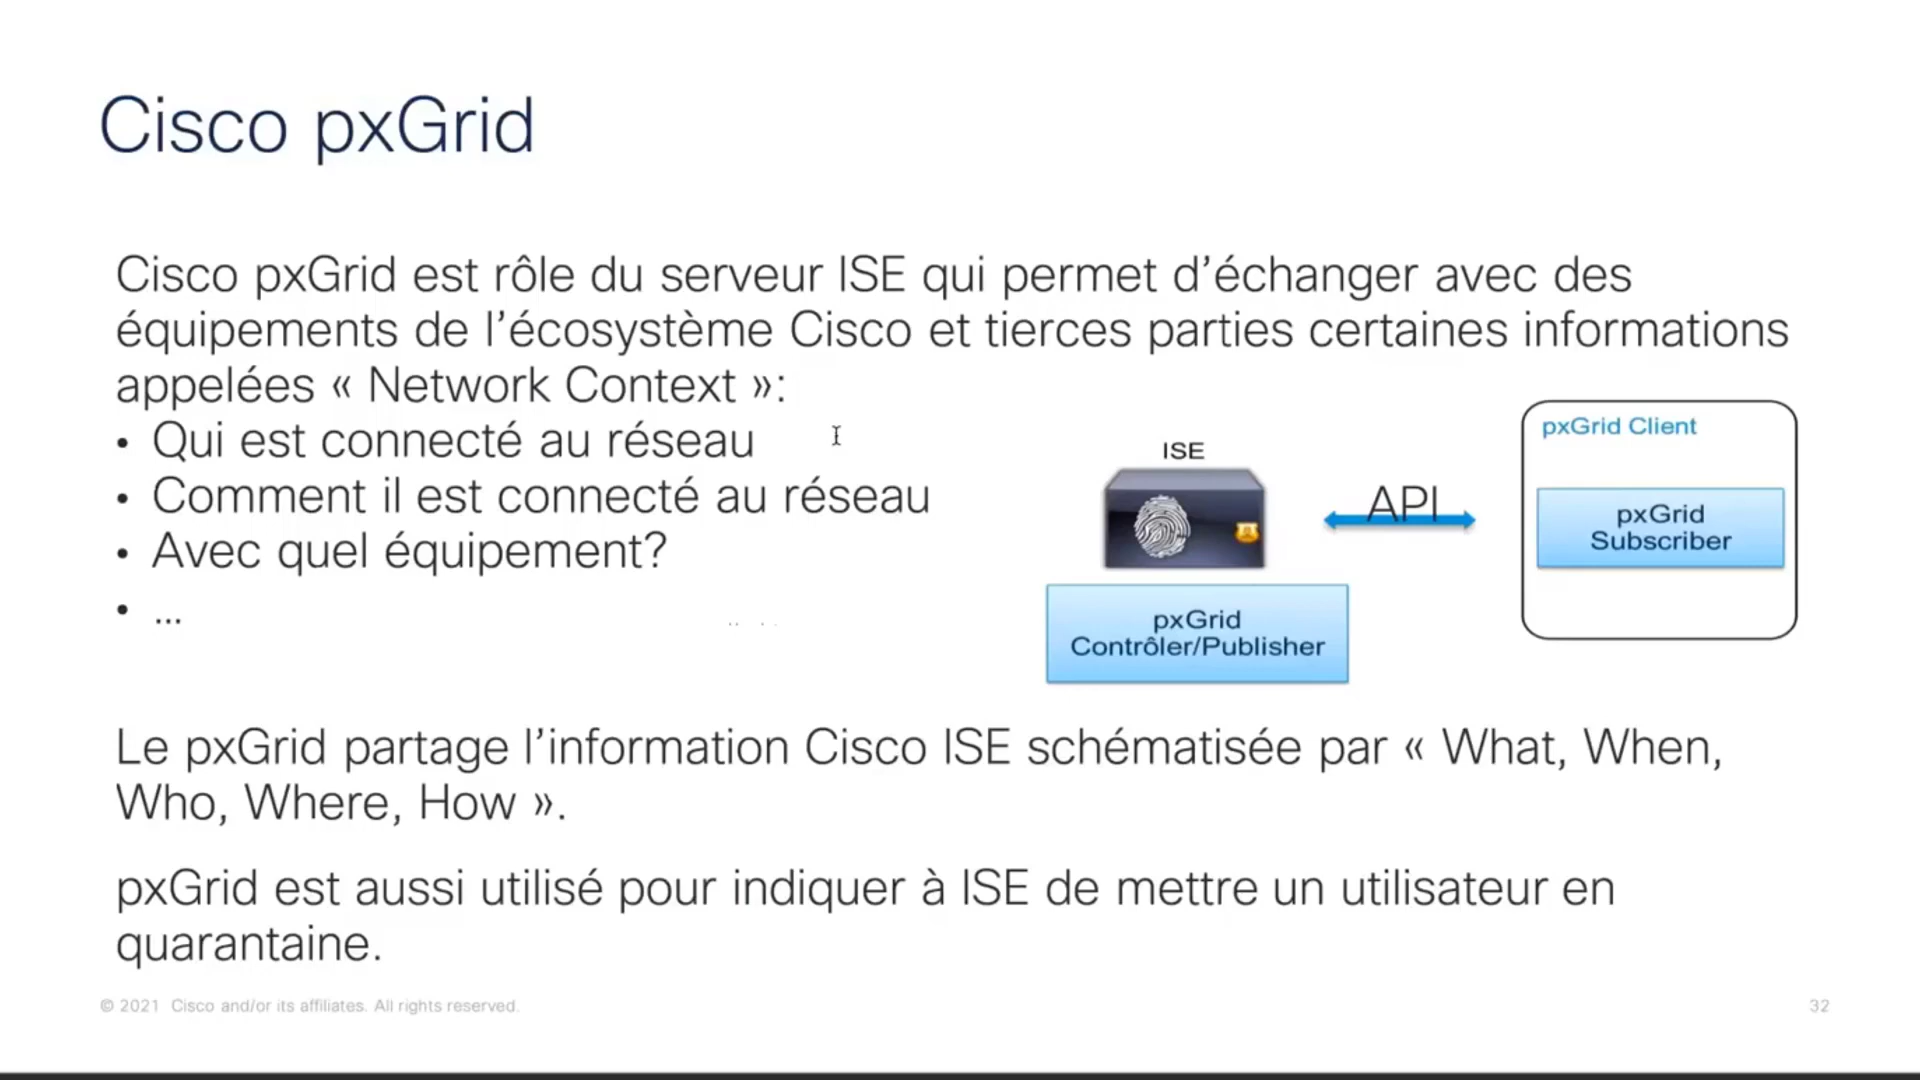 Cisco pxGrid
Cisco pxGrid est rôle du serveur ISE qui permet d’échanger avec des
équipements de l’écosystème Cisco et tierces parties certaines informations
appelées « Network Context »:
• Qui est connecté au réseau
• Comment il est connecté au réseau
• Avec quel équipement?
• ...
ISE
pxGrid
Contrôler/Publisher
API
pxGrid Client
pxGrid
Subscriber
Le pxGrid partage l’information Cisco ISE schématisée par « What, When,
Who, Where, How ».
pxGrid est aussi utilisé pour indiquer à ISE de mettre un utilisateur en
quarantaine.
© 2021 Cisco and/or its affiliates. All rights reserved.
32